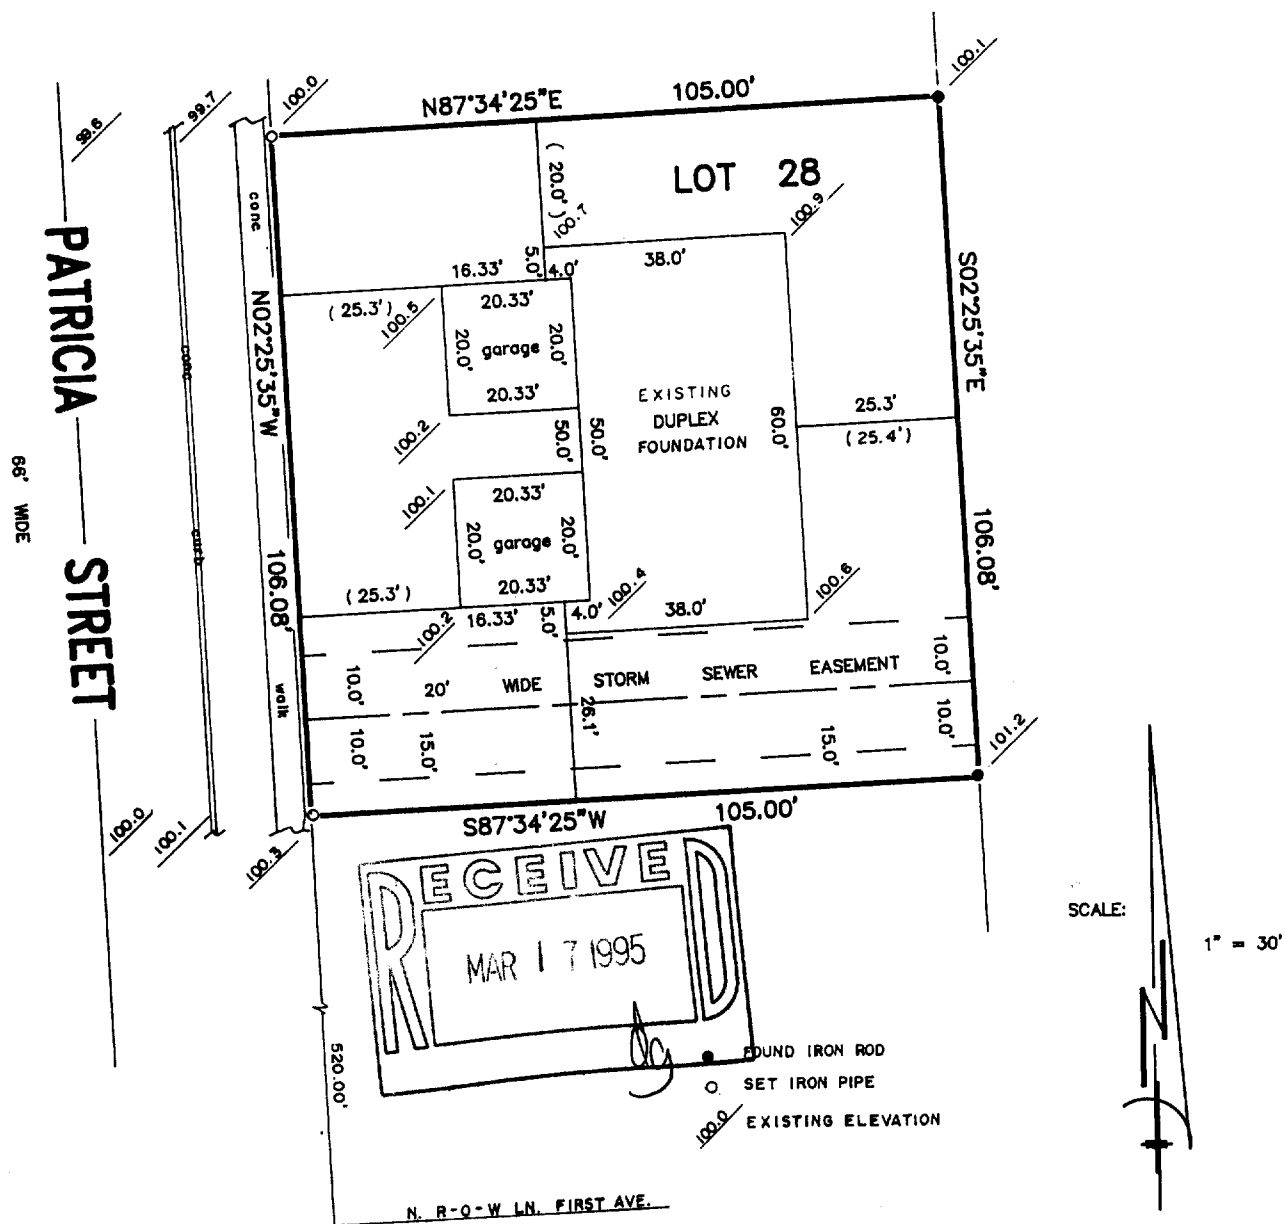 100.1
100.0
99.7
99.6
N87°34'25"E 105.00'
LOT 28
conc
(20.0')
100.7
100.9
5.0'
4.0'
38.0'
16.33'
(25.3')
100.5
20.33'
20.0'
garage
20.0'
20.33'
S02°25'35"E
PATRICIA
conc
N02°25'35"W
EXISTING
DUPLEX
FOUNDATION
60.0'
25.3'
(25.4')
100.2
50.0'
50.0'
66' WIDE
100.1
20.33'
20.0'
garage
20.0'
20.33'
106.08'
STREET
curb
106.08'
(25.3')
100.2
16.33'
5.0'
4.0'
100.4
38.0'
100.6
walk
10.0'
20' WIDE STORM SEWER EASEMENT
10.0'
26.1'
10.0'
15.0'
15.0'
10.0'
101.2
100.0
100.1
100.3
S87°34'25"W 105.00'
RECEIVED
MAR 17 1995
SCALE:
1" = 30'
N
520.00'
FOUND IRON ROD
SET IRON PIPE
100.0 EXISTING ELEVATION
N. R-O-W LN. FIRST AVE.